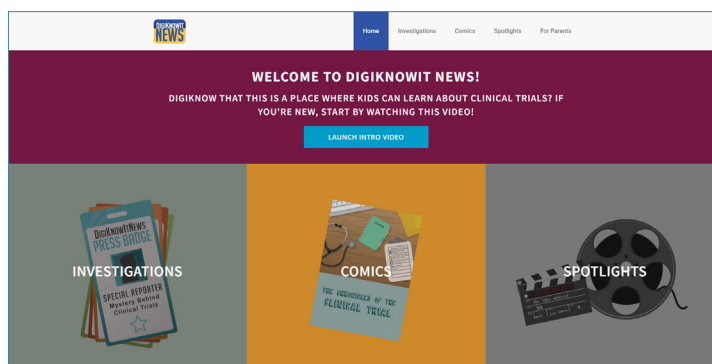 DIGIKNOWIT
NEWS
Home
Investigations
Comics
Spotlights
For Parents
WELCOME TO DIGIKNOWIT NEWS!
DIGIKNOW THAT THIS IS A PLACE WHERE KIDS CAN LEARN ABOUT CLINICAL TRIALS? IF
YOU'RE NEW, START BY WATCHING THIS VIDEO!
LAUNCH INTRO VIDEO
DIGIKNOWITNEWS
PRESS BADGE
INVESTIGATIONS
SPECIAL REPORTER
Mystery Behind
Clinical Trials
COMICS
THE CHRONICLES OF THE
CLINICAL TRIAL
SPOTLIGHTS